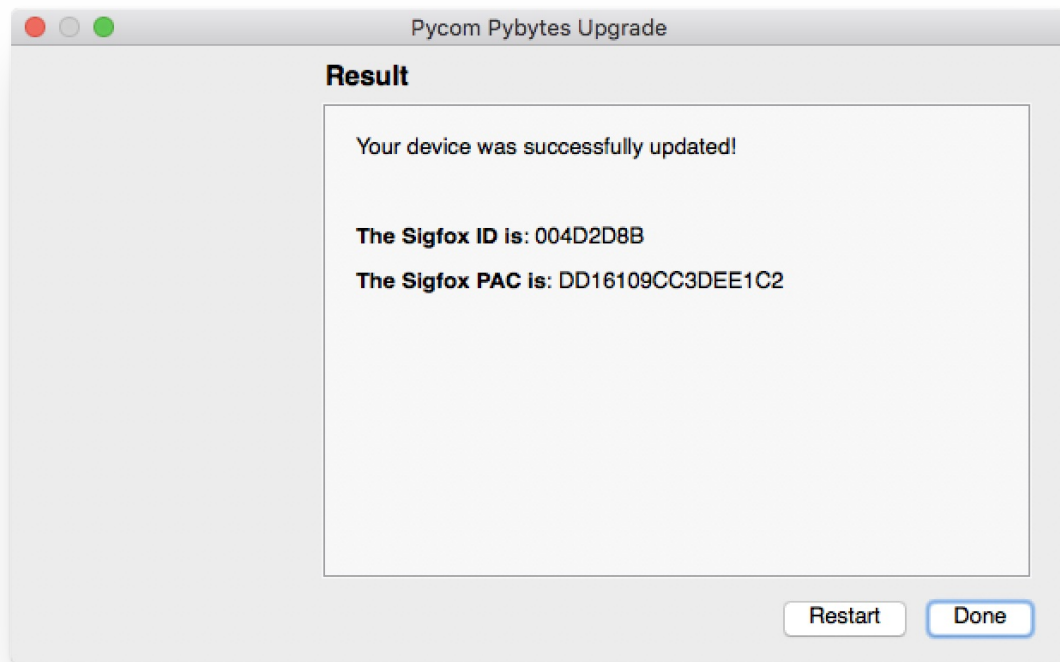 Pycom Pybytes Upgrade
Result
Your device was successfully updated!
The Sigfox ID is: 004D2D8B
The Sigfox PAC is: DD16109CC3DEE1C2
Restart Done